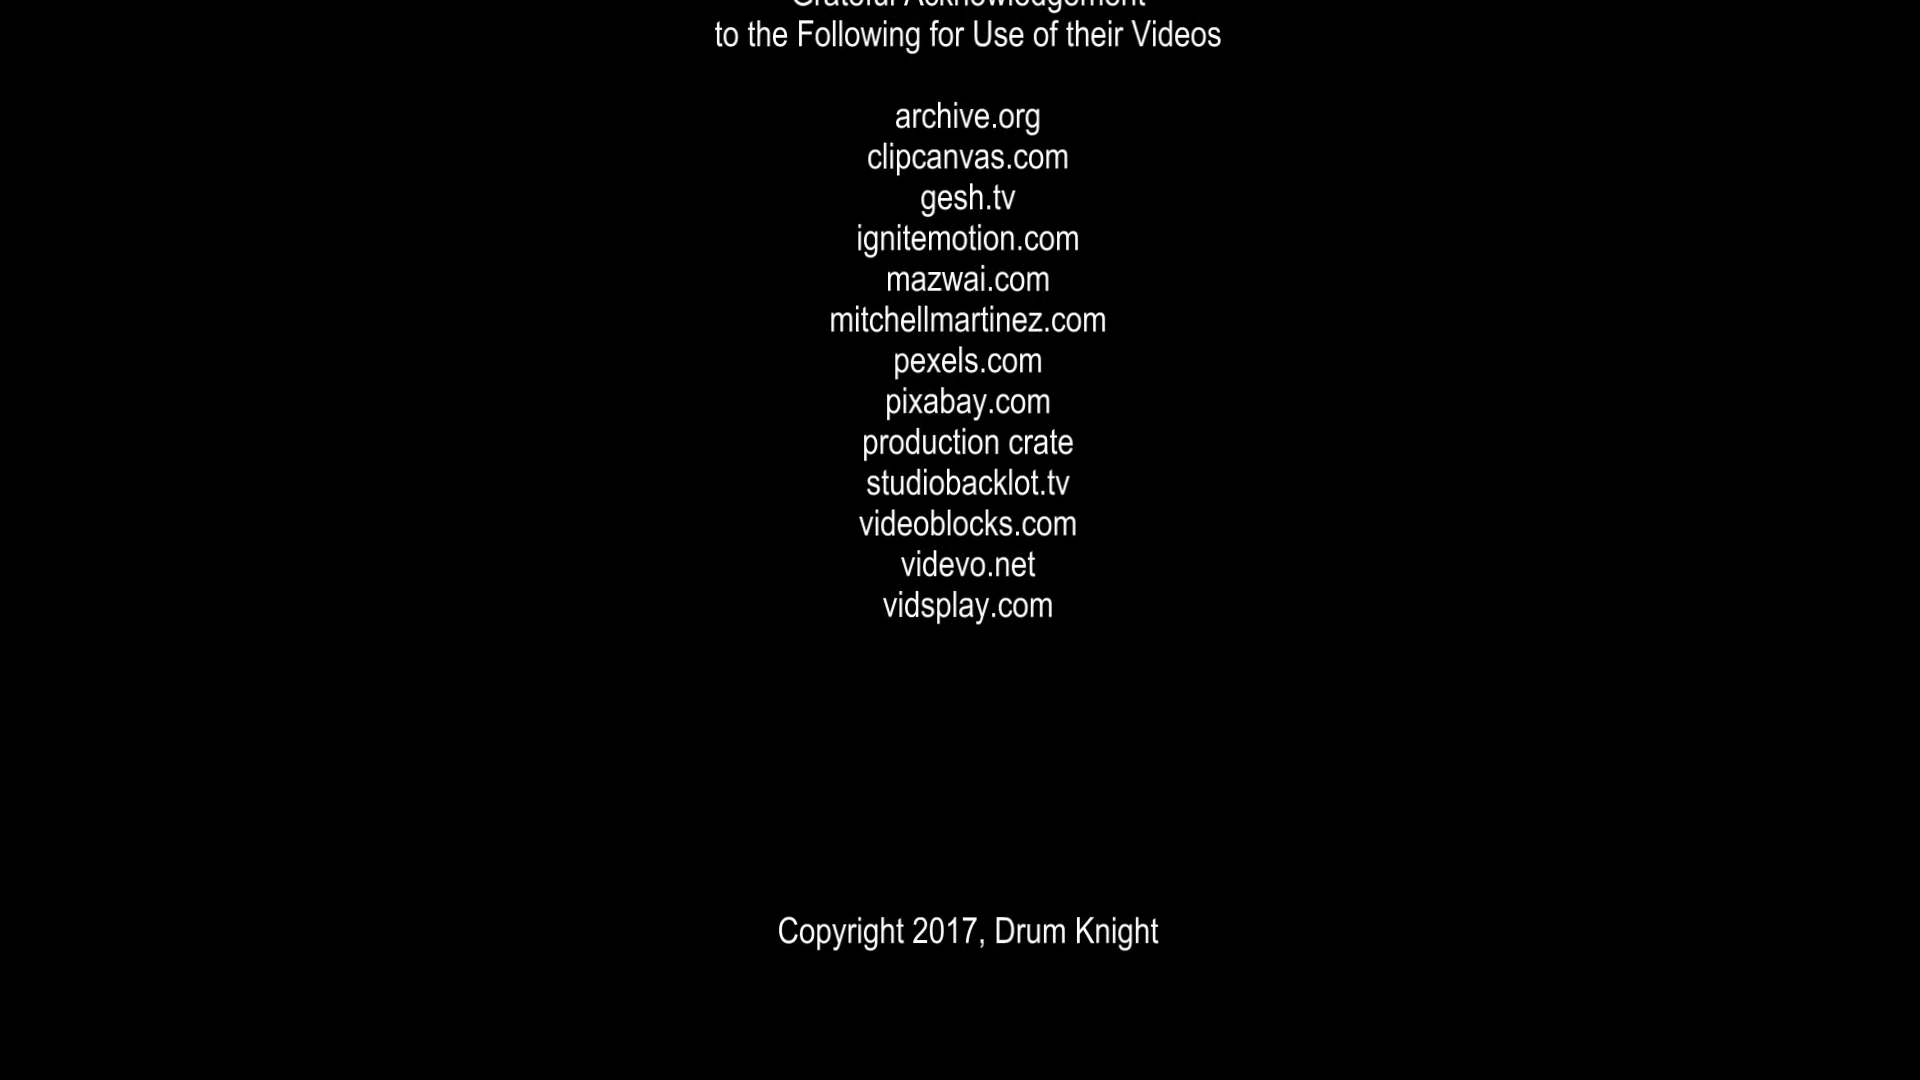 Grateful Acknowledgement
to the Following for Use of their Videos
archive.org
clipcanvas.com
gesh.tv
ignitemotion.com
mazwai.com
mitchellmartinez.com
pexels.com
pixabay.com
production crate
studiobacklot.tv
videoblocks.com
videvo.net
vidsplay.com
Copyright 2017, Drum Knight